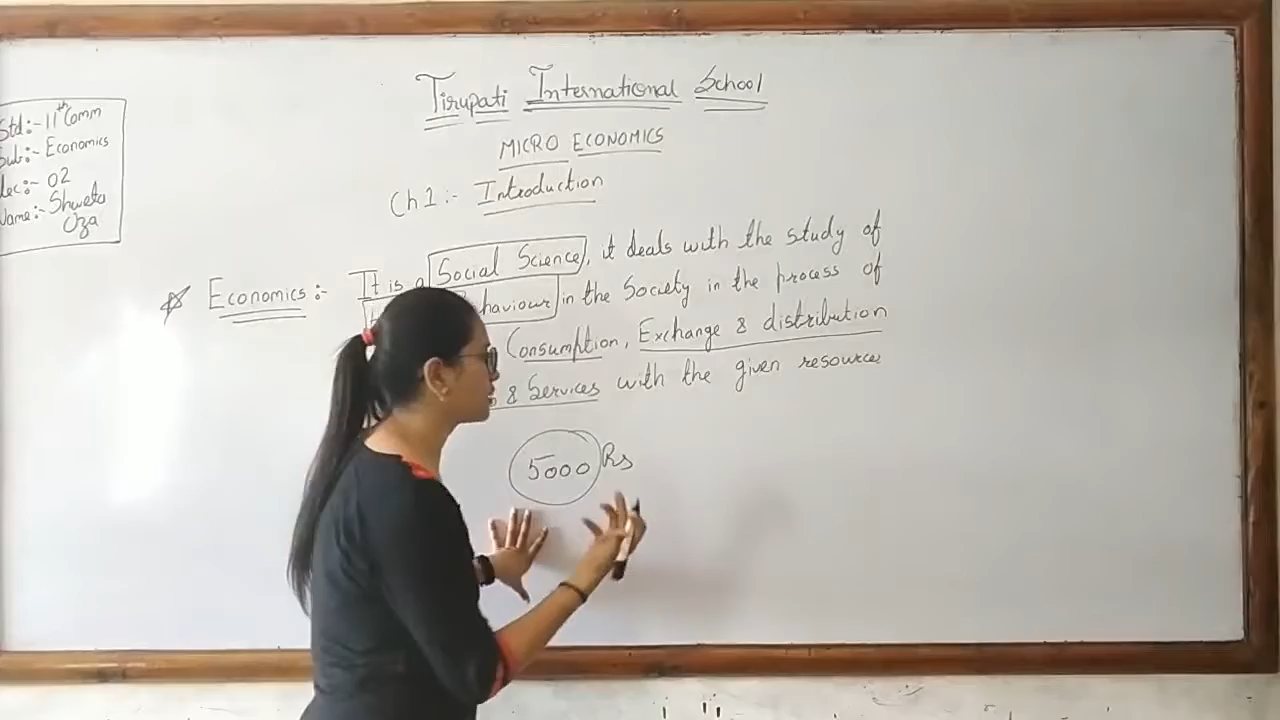 Std:- 11th Comm
Sub:- Economics
Lec:- 02
Name:- Shweta
Oza
Tirupati International School
MICRO ECONOMICS
Ch 1:- Introduction
Economics:- It is a Social Science, it deals with the study of
haviour in the Society in the process of
Consumption, Exchange & distribution
& Services with the given resources
5000 Rs